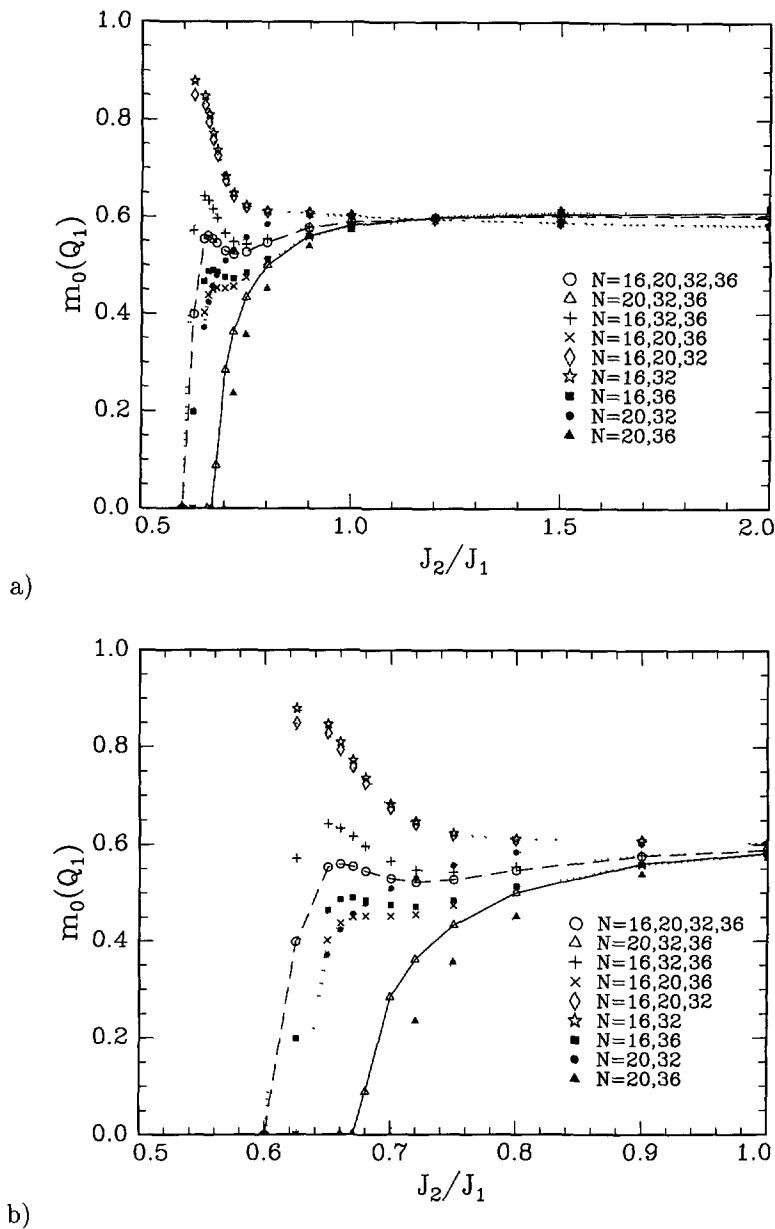 1.0
0.8
0.6
0.4
0.2
0.0
m₀(Q₁)
0.5
1.0
1.5
2.0
J₂/J₁
N=16,20,32,36
N=20,32,36
N=16,32,36
N=16,20,36
N=16,20,32
N=16,32
N=16,36
N=20,32
N=20,36
a)
1.0
0.8
0.6
0.4
0.2
0.0
m₀(Q₁)
0.5
0.6
0.7
0.8
0.9
1.0
J₂/J₁
N=16,20,32,36
N=20,32,36
N=16,32,36
N=16,20,36
N=16,20,32
N=16,32
N=16,36
N=20,32
N=20,36
b)